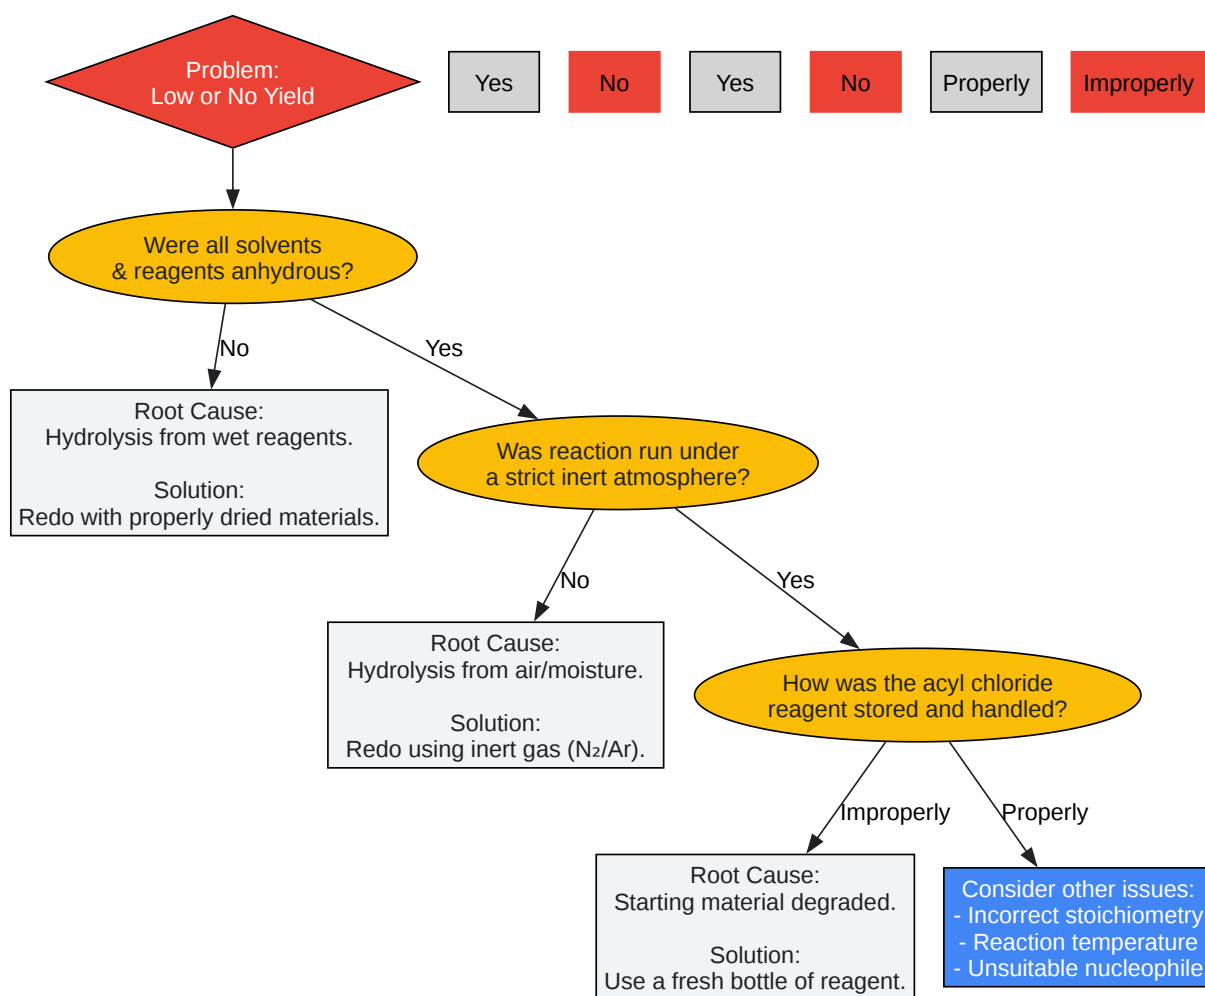 Problem:
Low or No Yield
Yes
No
Yes
No
Properly
Improperly
Were all solvents
& reagents anhydrous?
No
Yes
Root Cause:
Hydrolysis from wet reagents.
Solution:
Redo with properly dried materials.
Was reaction run under
a strict inert atmosphere?
No
Yes
Root Cause:
Hydrolysis from air/moisture.
Solution:
Redo using inert gas (N₂/Ar).
How was the acyl chloride
reagent stored and handled?
Improperly
Properly
Root Cause:
Starting material degraded.
Solution:
Use a fresh bottle of reagent.
Consider other issues:
- Incorrect stoichiometry
- Reaction temperature
- Unsuitable nucleophile